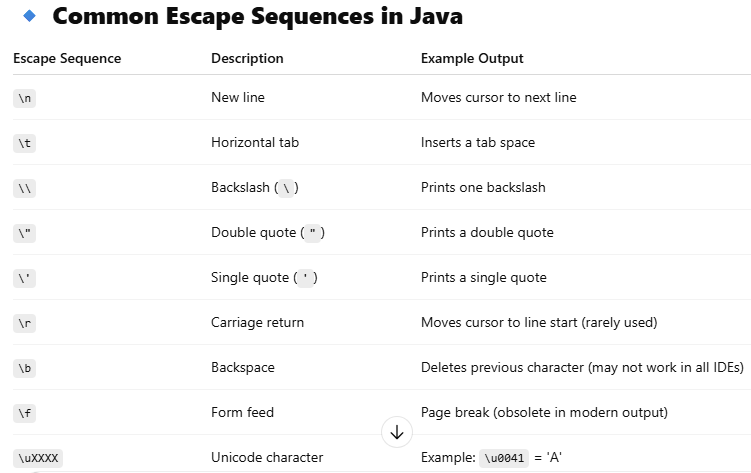 Common Escape Sequences in Java
Escape Sequence Description Example Output
\n New line Moves cursor to next line
\t Horizontal tab Inserts a tab space
\\ Backslash ( \ ) Prints one backslash
\" Double quote ( " ) Prints a double quote
\' Single quote ( ' ) Prints a single quote
\r Carriage return Moves cursor to line start (rarely used)
\b Backspace Deletes previous character (may not work in all IDEs)
\f Form feed Page break (obsolete in modern output)
\uXXXX Unicode character Example: \u0041 = 'A'